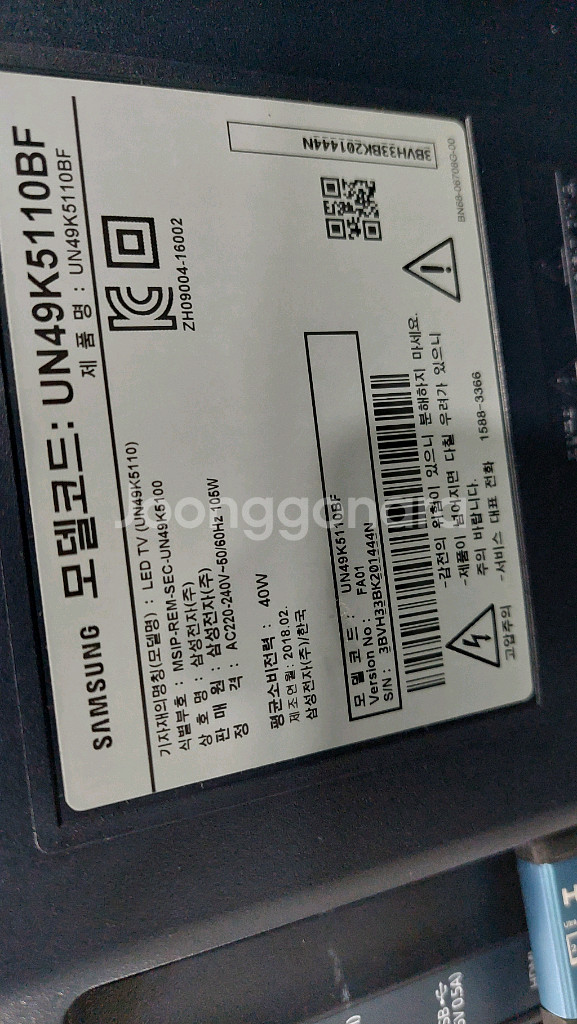 SAMSUNG 모델코드: UN49K5110BF
제 품 명 : UN49K5110BF
기자재의명칭(모델명) : LED TV (UN49K5110)
식별부호 : MSIP-REM-SEC-UN49K5100
상 호 명 : 삼성전자(주)
판 매 원 : 삼성전자(주)
정 격 : AC220-240V~50/60Hz 105W
ZH09004-16002
평균소비전력 : 40W
제조연월 : 2018.02.
삼성전자(주)/한국
모 델 코 드 : UN49K5110BF
Version No : FA01
S/N : 3BVH33BK201444N
3BVH33BK201444N
고압주의
-감전의 위험이 있으니 분해하지 마세요.
-제품이 넘어지면 다칠 우려가 있으니
주의 바랍니다.
-서비스 대표 전화 1588-3366
BN68-08708G-00
Joonggonara
(5V 0.5A)